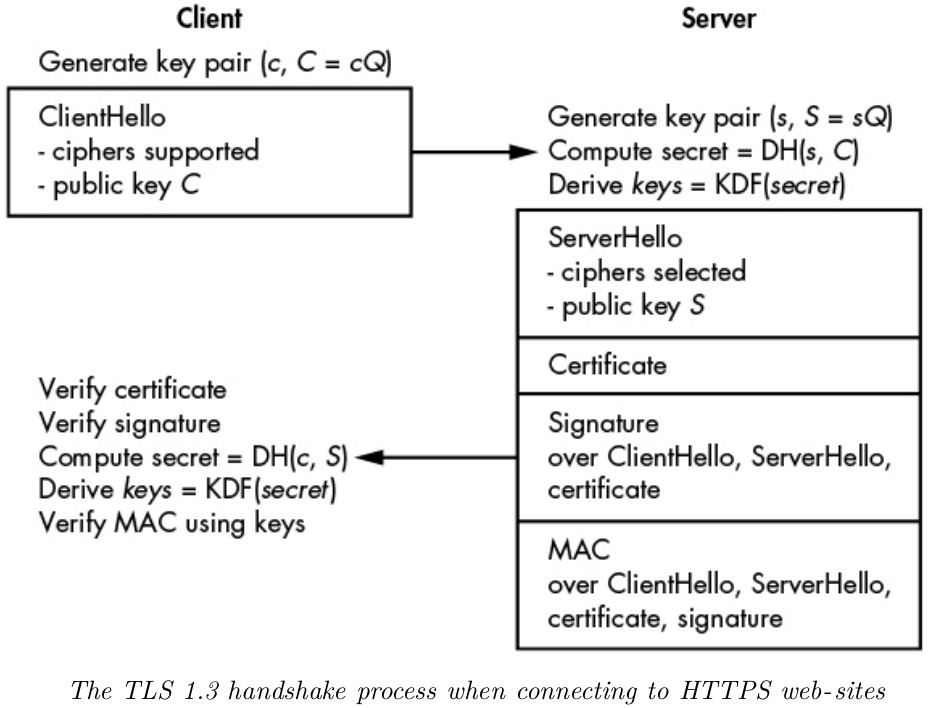 Client
Server
Generate key pair (c, C = cQ)
ClientHello
- ciphers supported
- public key C
Generate key pair (s, S = sQ)
Compute secret = DH(s, C)
Derive keys = KDF(secret)
ServerHello
- ciphers selected
- public key S
Certificate
Signature
over ClientHello, ServerHello,
certificate
MAC
over ClientHello, ServerHello,
certificate, signature
Verify certificate
Verify signature
Compute secret = DH(c, S)
Derive keys = KDF(secret)
Verify MAC using keys
The TLS 1.3 handshake process when connecting to HTTPS web-sites